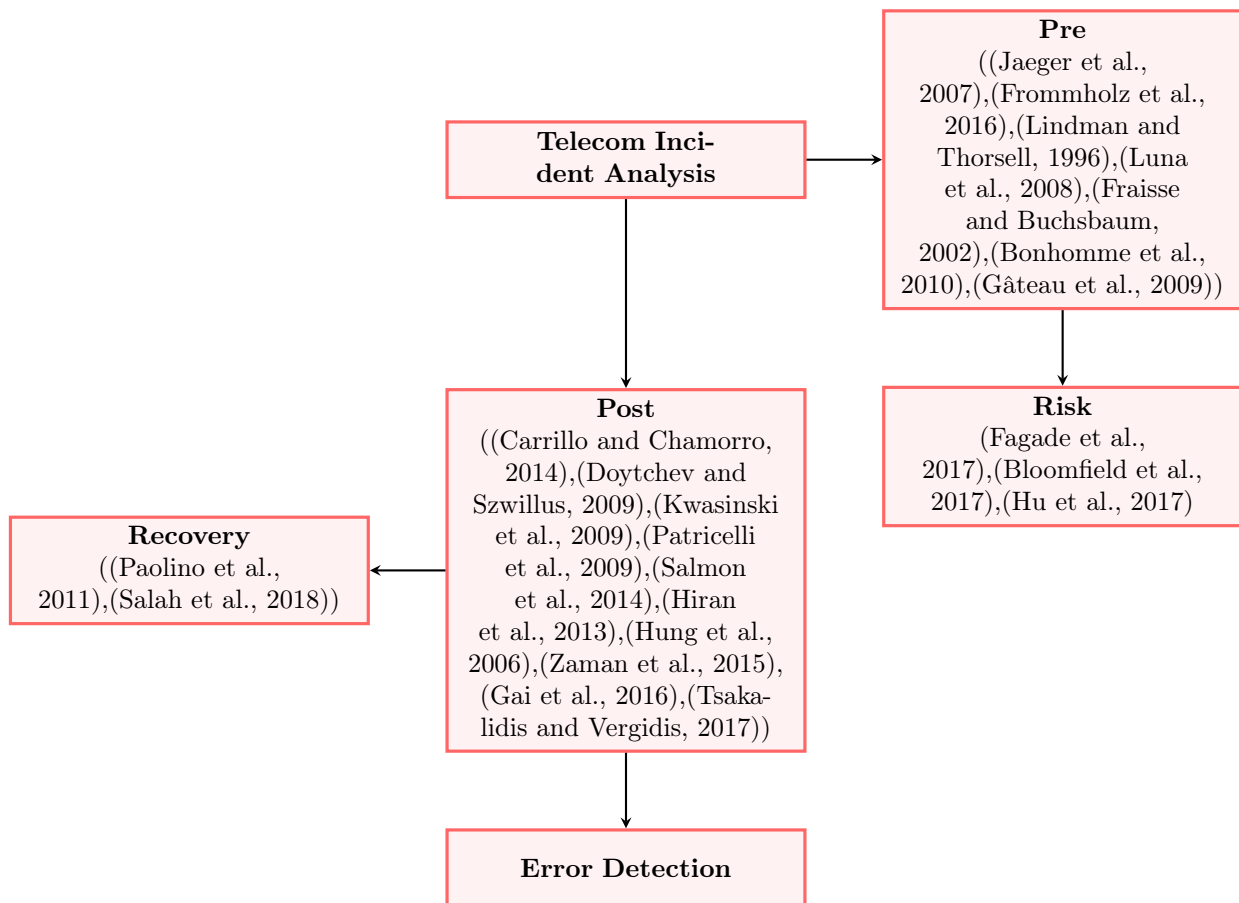 Pre
((Jaeger et al.,
2007),(Frommholz et al.,
2016),(Lindman and
Thorsell, 1996),(Luna
et al., 2008),(Fraisse
and Buchsbaum,
2002),(Bonhomme et al.,
2010),(Gâteau et al., 2009))
Telecom Inci-
dent Analysis
Post
((Carrillo and Chamorro,
2014),(Doytchev and
Szwillus, 2009),(Kwasinski
et al., 2009),(Patricelli
et al., 2009),(Salmon
et al., 2014),(Hiran
et al., 2013),(Hung et al.,
2006),(Zaman et al., 2015),
(Gai et al., 2016),(Tsaka-
lidis and Vergidis, 2017))
Risk
(Fagade et al.,
2017),(Bloomfield et al.,
2017),(Hu et al., 2017)
Recovery
((Paolino et al.,
2011),(Salah et al., 2018))
Error Detection